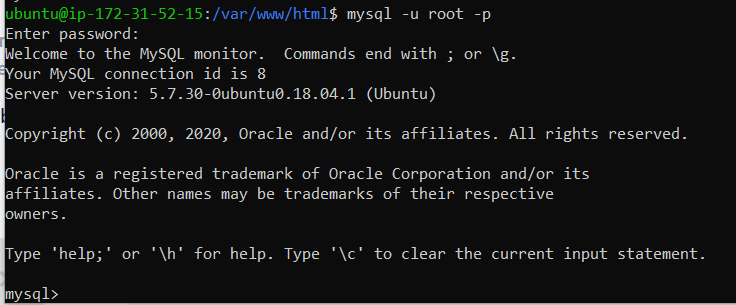 ubuntu@ip-172-31-52-15:/var/www/html$ mysql -u root -p
Enter password:
Welcome to the MySQL monitor.  Commands end with ; or \g.
Your MySQL connection id is 8
Server version: 5.7.30-0ubuntu0.18.04.1 (Ubuntu)

Copyright (c) 2000, 2020, Oracle and/or its affiliates. All rights reserved.

Oracle is a registered trademark of Oracle Corporation and/or its
affiliates. Other names may be trademarks of their respective
owners.

Type 'help;' or '\h' for help. Type '\c' to clear the current input statement.

mysql>